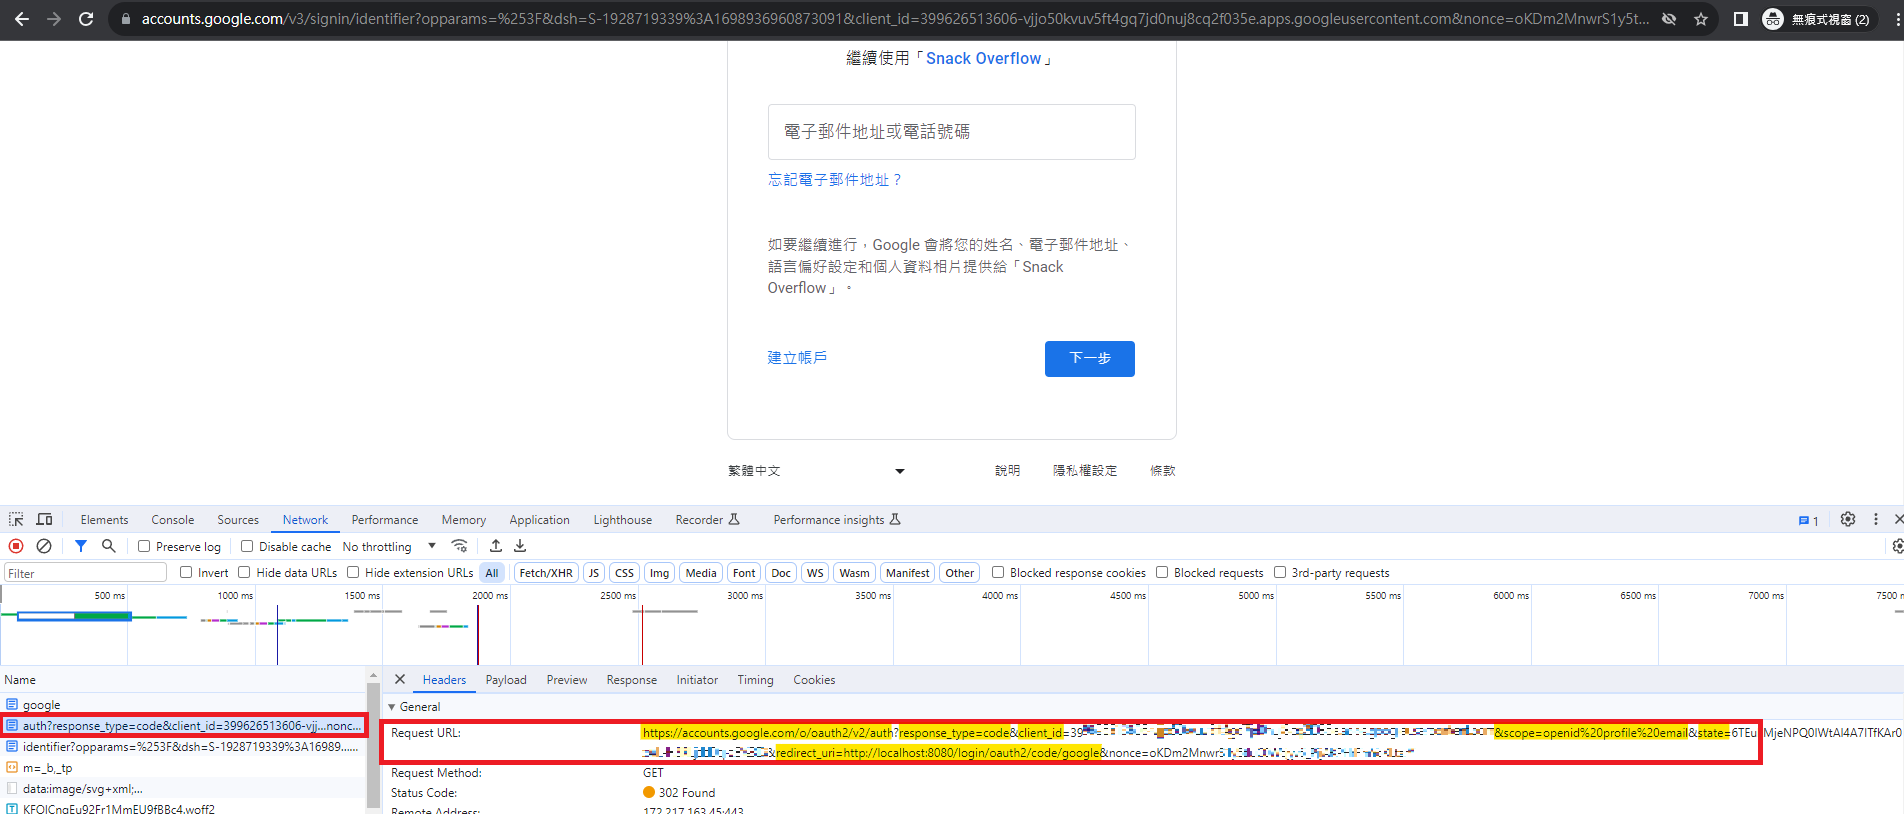 accounts.google.com/v3/signin/identifier?opparams=%253F&dsh=S-1928719339%3A1698936960873091&client_id=399626513606-vjjo50kvuv5ft4gq7jd0nuj8cq2f035e.apps.googleusercontent.com&nonce=oKDm2MnwrS1y5t...
無痕式視窗 (2)
繼續使用「Snack Overflow」
電子郵件地址或電話號碼
忘記電子郵件地址？
如要繼續進行，Google 會將您的姓名、電子郵件地址、
語言偏好設定和個人資料相片提供給「Snack
Overflow」。
建立帳戶 下一步
繁體中文 說明 隱私權設定 條款
Elements Console Sources Network Performance Memory Application Lighthouse Recorder Performance insights 1
Preserve log Disable cache No throttling
Filter Invert Hide data URLs Hide extension URLs All Fetch/XHR JS CSS Img Media Font Doc WS Wasm Manifest Other Blocked response cookies Blocked requests 3rd-party requests
500 ms 1000 ms 1500 ms 2000 ms 2500 ms 3000 ms 3500 ms 4000 ms 4500 ms 5000 ms 5500 ms 6000 ms 6500 ms 7000 ms 7500 m
Name
google
auth?response_type=code&client_id=399626513606-vjj...nonc...
identifier?opparams=%253F&dsh=S-1928719339%3A16989......
m=_b,_tp
data:image/svg+xml;...
KFOlCnqEu92Fr1MmEU9fBBc4.woff2
Headers Payload Preview Response Initiator Timing Cookies
General
Request URL: https://accounts.google.com/o/oauth2/v2/auth?response_type=code&client_id=39 &scope=openid%20profile%20email&state=6TEu MjeNPQ0lWtAl4A7lTfKAr0
&redirect_uri=http://localhost:8080/login/oauth2/code/google&nonce=oKDm2MnwrS
Request Method: GET
Status Code: 302 Found
Remote Address: 172.217.163.45:443